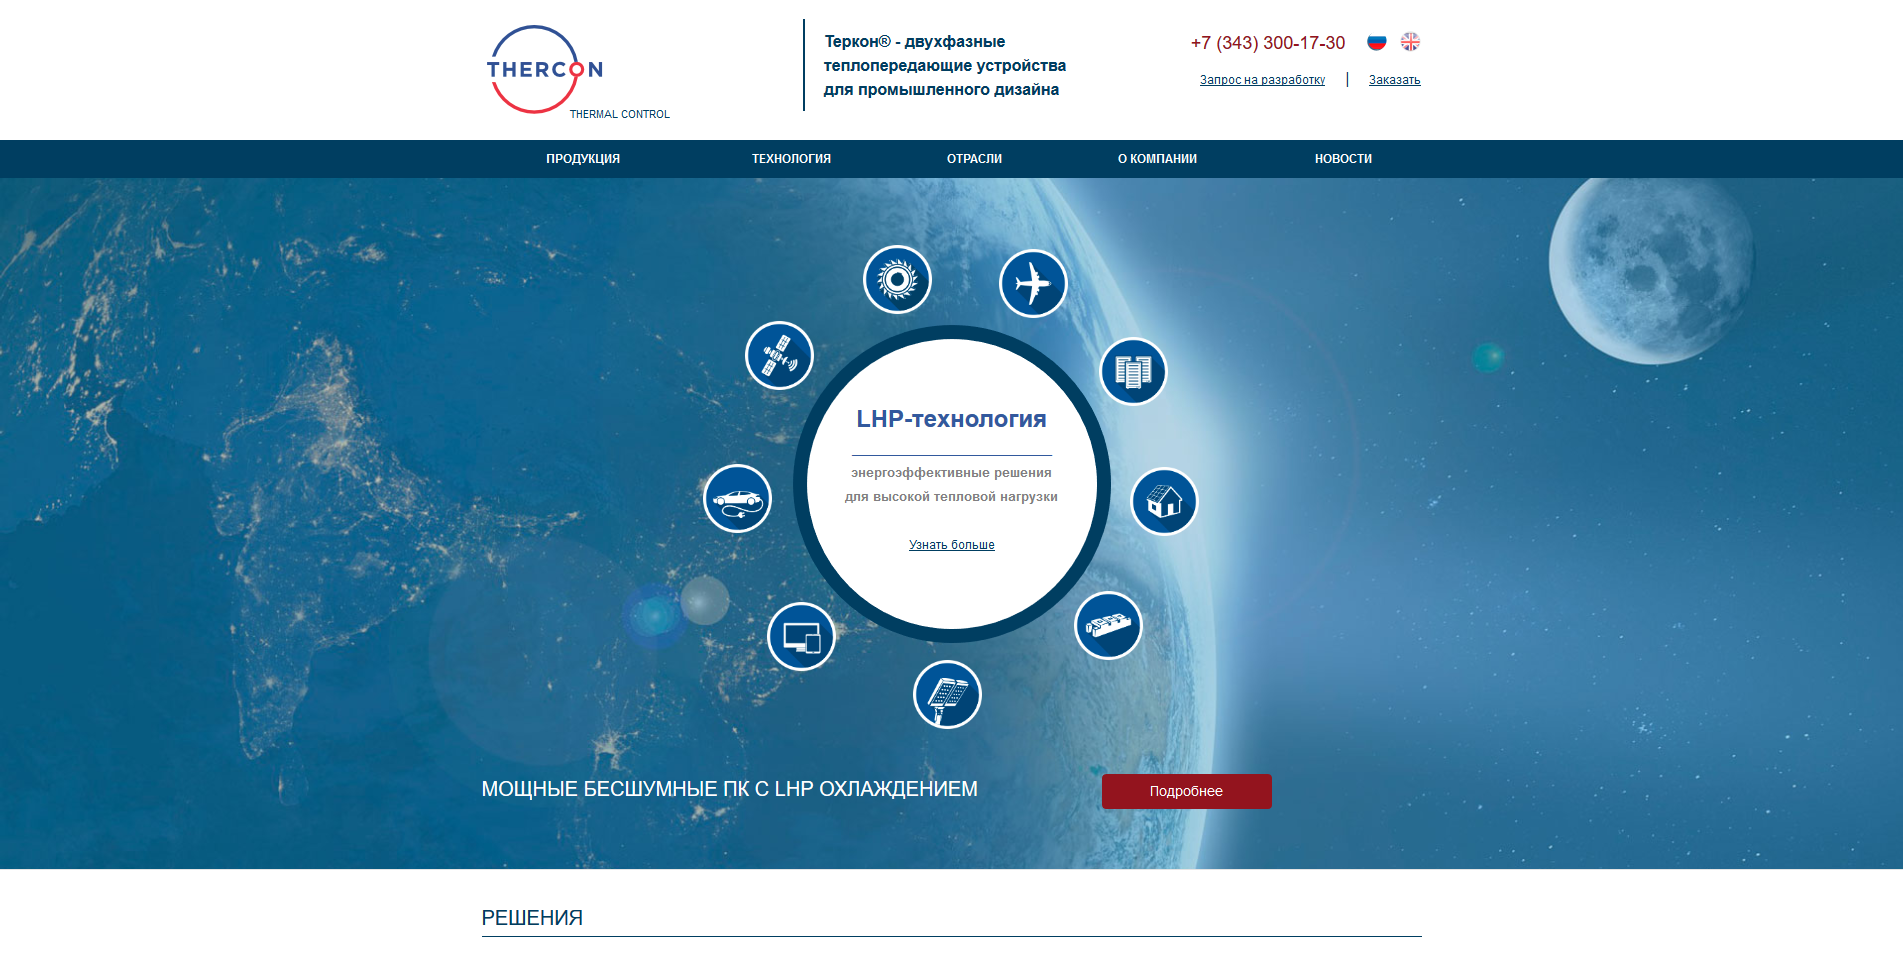 THERCON
THERMAL CONTROL
Теркон® - двухфазные
теплопередающие устройства
для промышленного дизайна
+7 (343) 300-17-30
Запрос на разработку | Заказать
ПРОДУКЦИЯ ТЕХНОЛОГИЯ ОТРАСЛИ О КОМПАНИИ НОВОСТИ
LHP-технология
энергоэффективные решения
для высокой тепловой нагрузки
Узнать больше
МОЩНЫЕ БЕСШУМНЫЕ ПК С LHP ОХЛАЖДЕНИЕМ
Подробнее
РЕШЕНИЯ